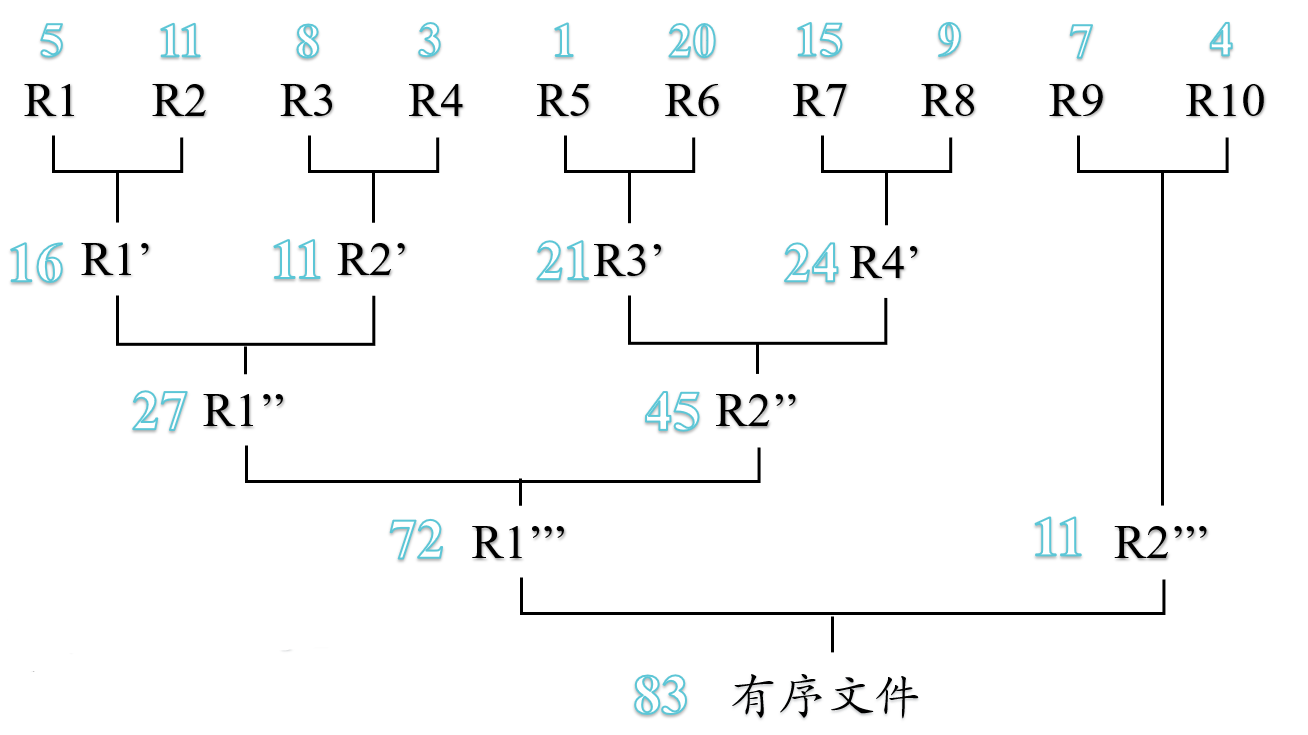 5 11 8 3 1 20 15 9 7 4
R1 R2 R3 R4 R5 R6 R7 R8 R9 R10
16 R1’ 11 R2’ 21 R3’ 24 R4’
27 R1’’ 45 R2’’
72 R1’’’ 11 R2’’’
83 有序文件